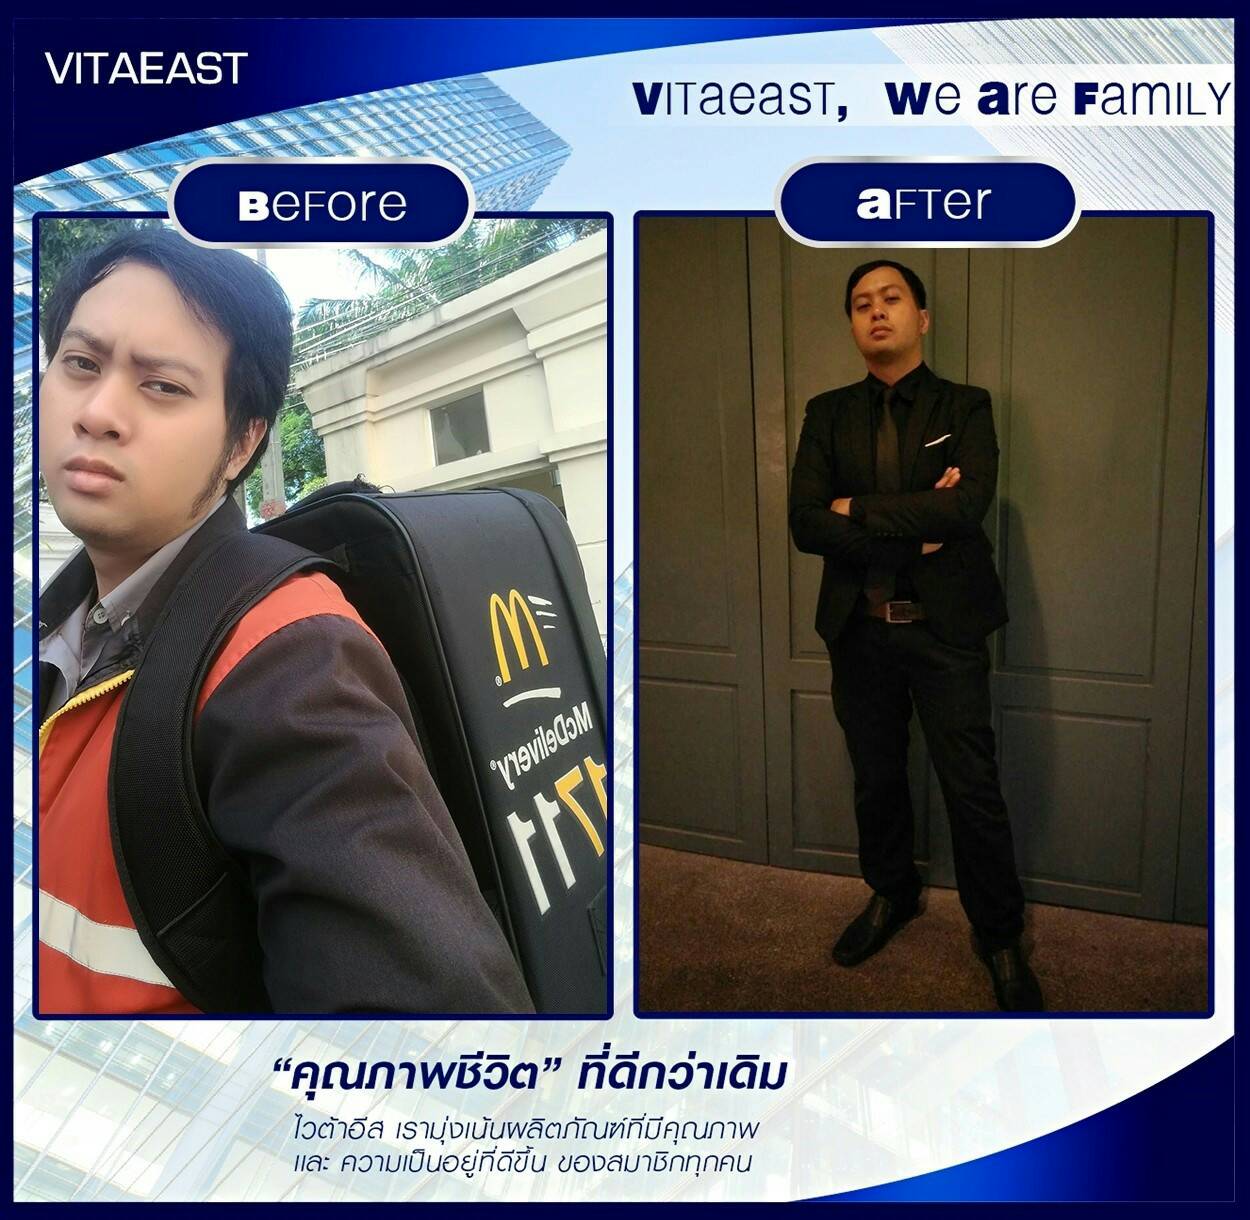 VITAEAST
VITaeasT, We are FamILY
BeFore
aFTer
M
McDelivery®
1711
“คุณภาพชีวิต” ที่ดีกว่าเดิม
ไวต้าอีส เรามุ่งเน้นผลิตภัณฑ์ที่มีคุณภาพ
และ ความเป็นอยู่ที่ดีขึ้น ของสมาชิกทุกคน